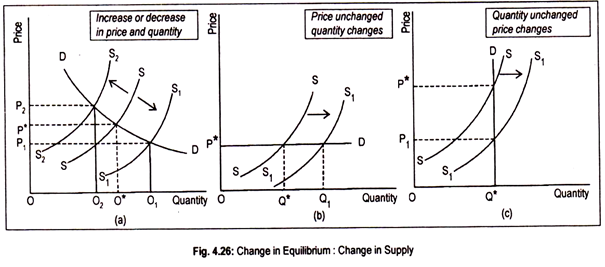 Price
Increase or decrease
in price and quantity
D
S₂
S
S₁
P₂
P*
P₁
S₂
S
S₁
D
O
O₂
O*
O₁
Quantity
(a)
Price
Price unchanged
quantity changes
S
S₁
P*
D
S
S₁
O
Q*
Q₁
Quantity
(b)
Price
Quantity unchanged
price changes
D
S
S₁
P*
P₁
S
S₁
O
Q*
Quantity
(c)
Fig. 4.26: Change in Equilibrium : Change in Supply